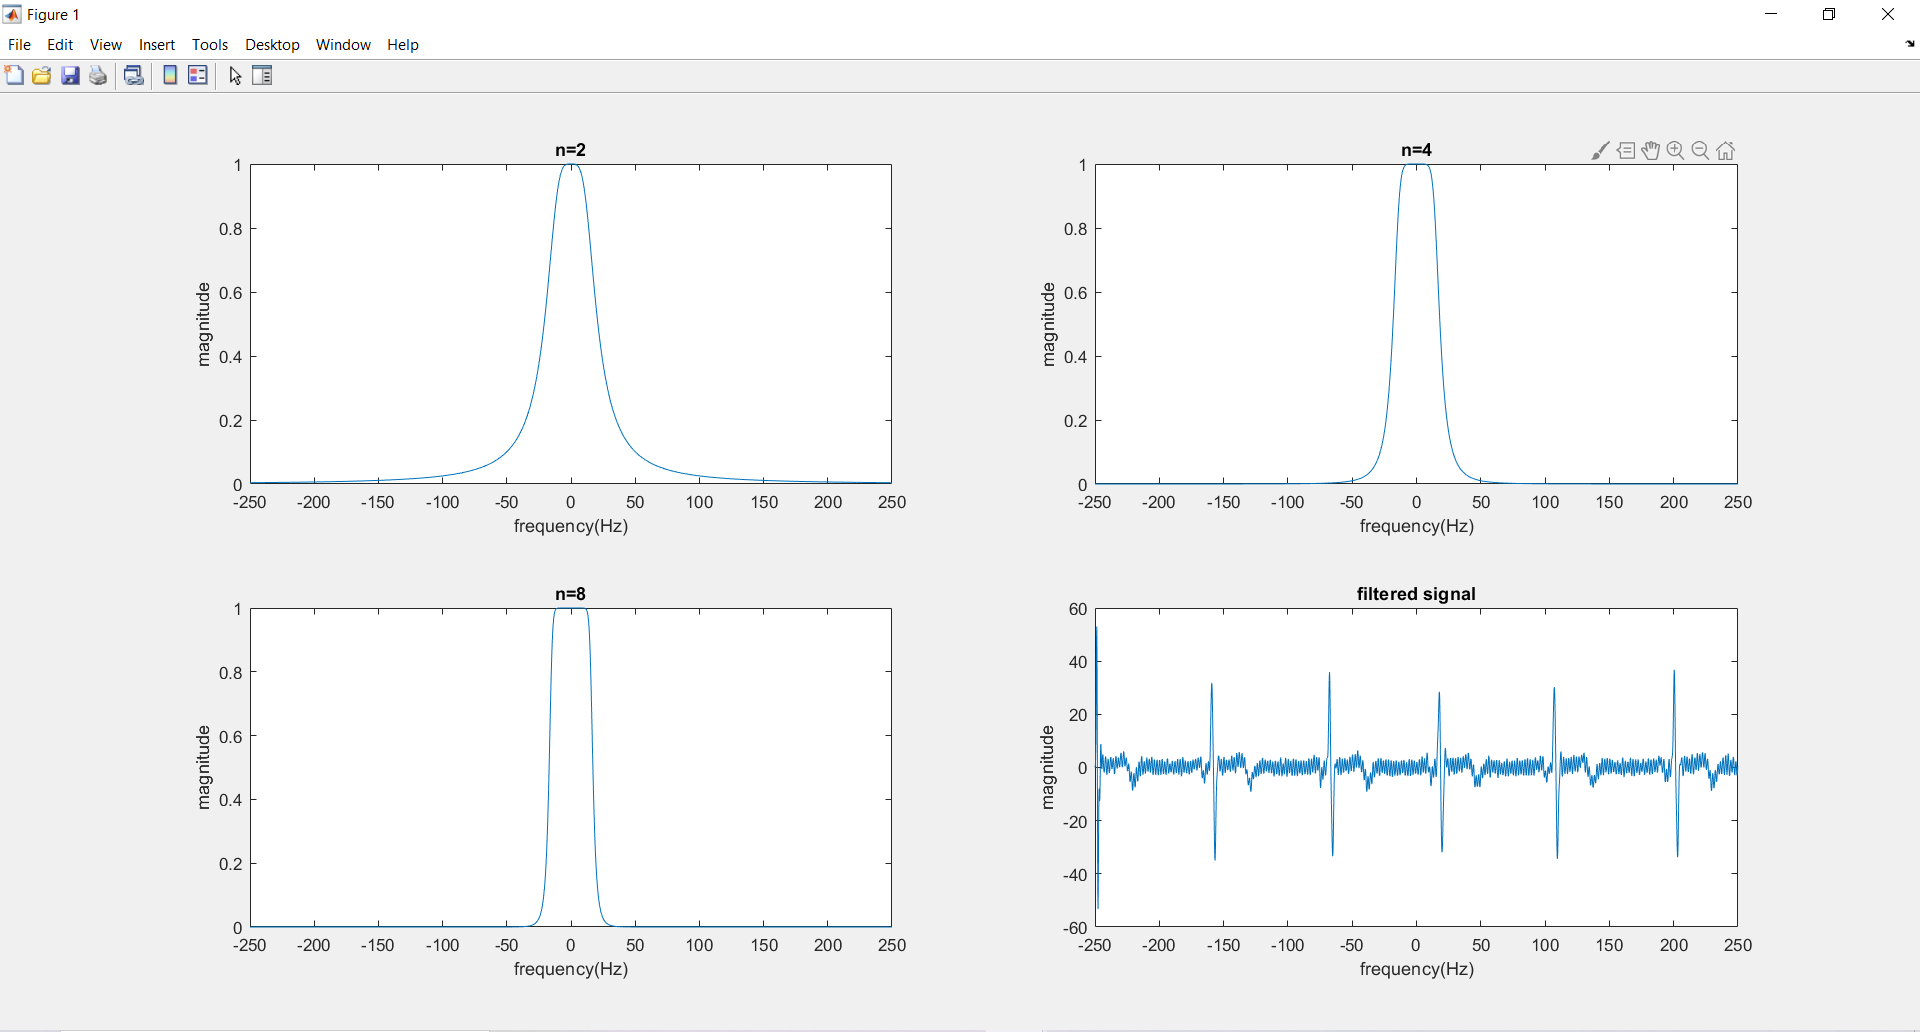 Figure 1
File Edit View Insert Tools Desktop Window Help
n=2
1
0.8
0.6
0.4
0.2
0
magnitude
-250 -200 -150 -100 -50 0 50 100 150 200 250
frequency(Hz)
n=4
1
0.8
0.6
0.4
0.2
0
magnitude
-250 -200 -150 -100 -50 0 50 100 150 200 250
frequency(Hz)
n=8
1
0.8
0.6
0.4
0.2
0
magnitude
-250 -200 -150 -100 -50 0 50 100 150 200 250
frequency(Hz)
filtered signal
60
40
20
0
-20
-40
-60
magnitude
-250 -200 -150 -100 -50 0 50 100 150 200 250
frequency(Hz)